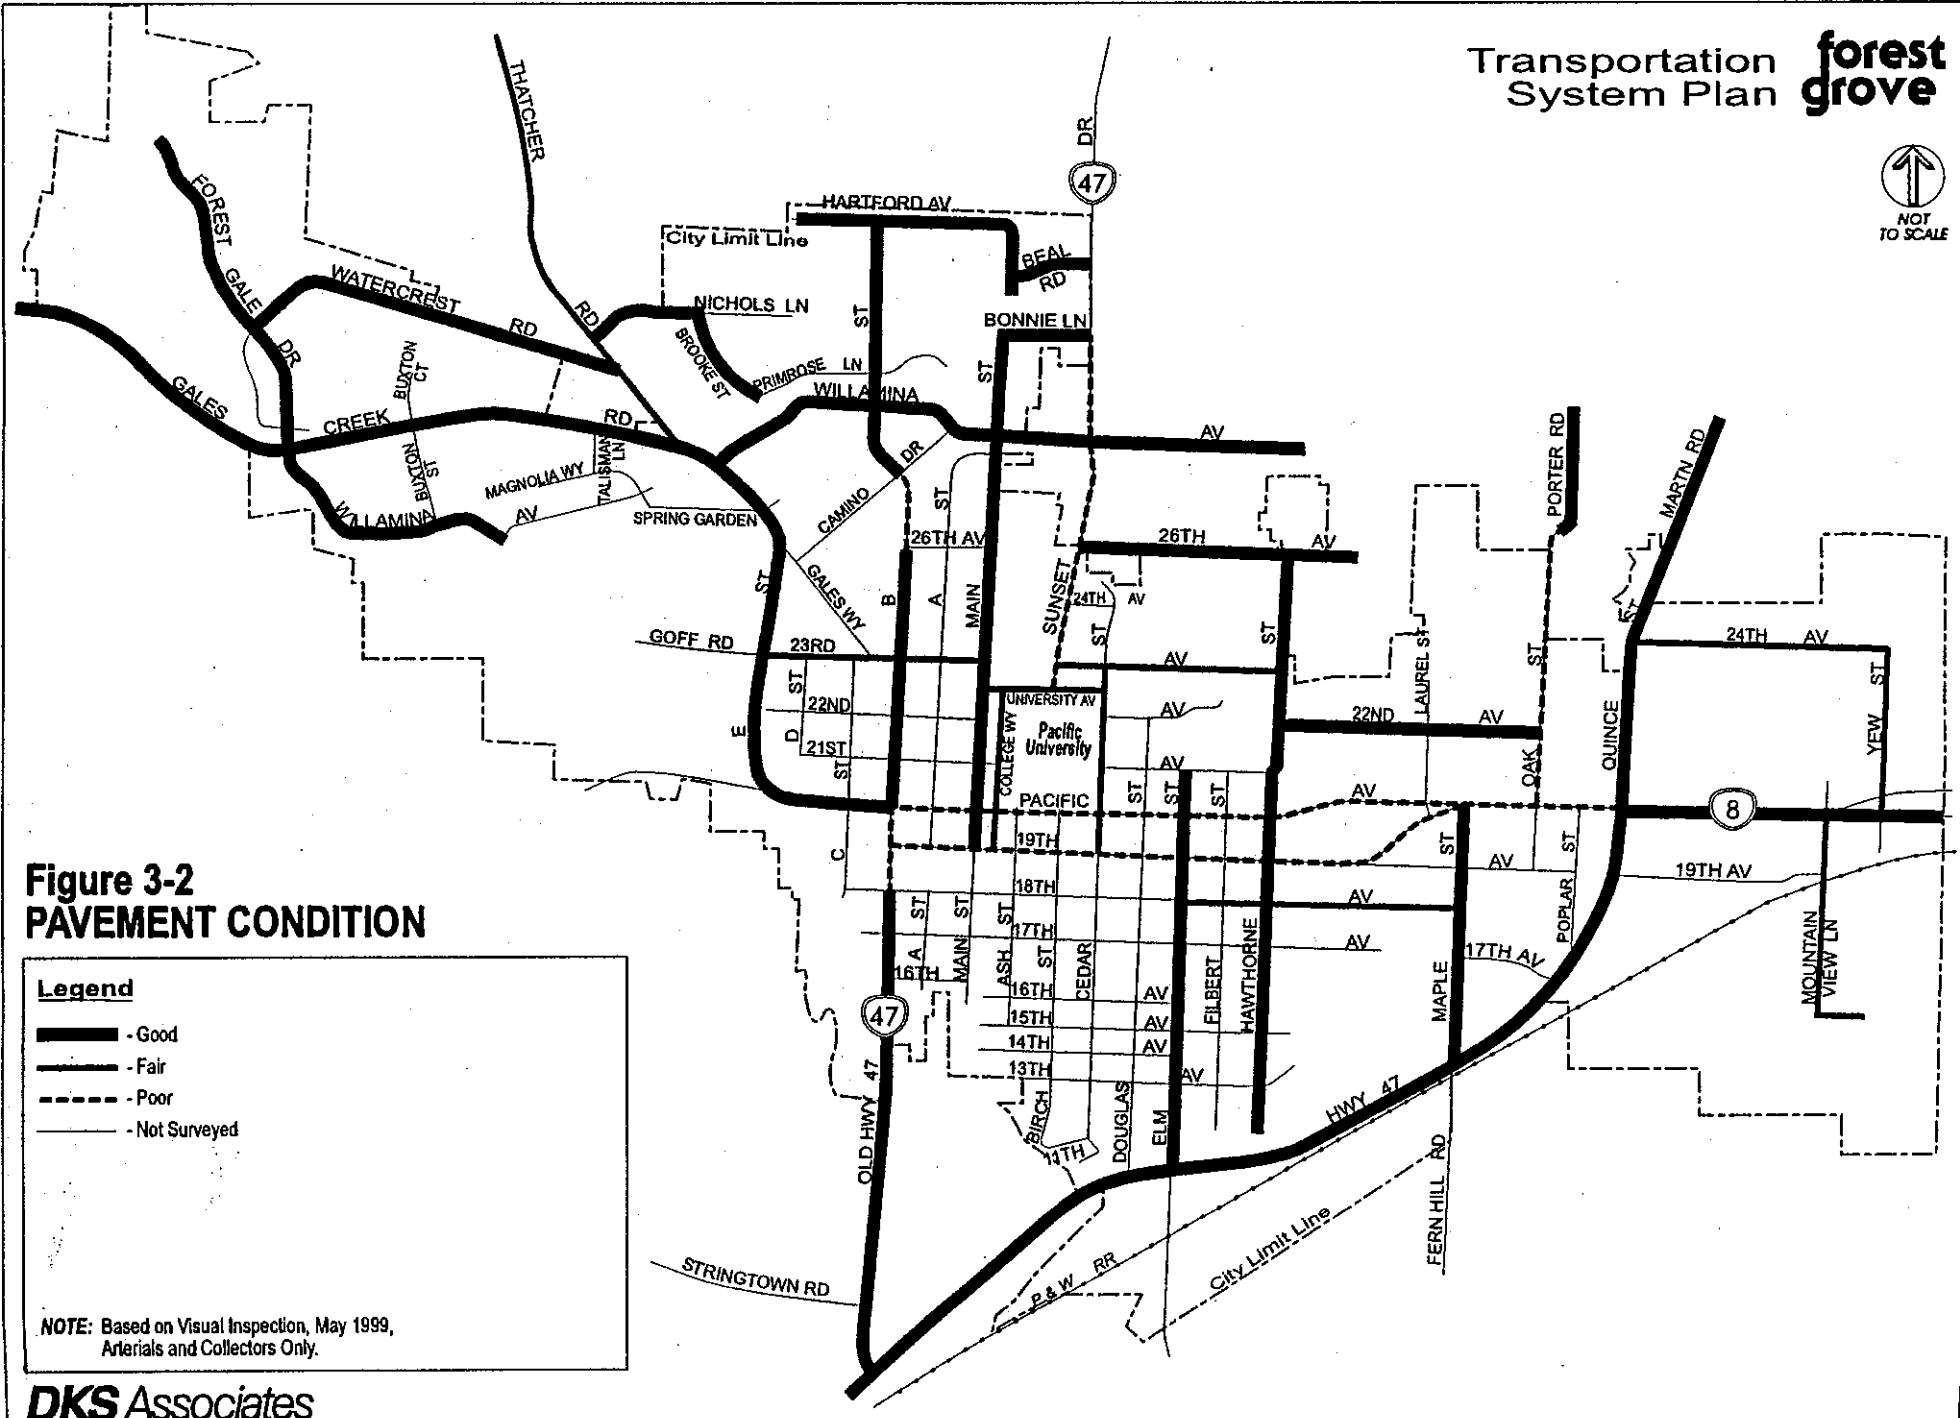 Transportation
System Plan
forest
grove
NOT
TO SCALE
THATCHER
RD
DR
47
HARTFORD AV
City Limit Line
BEAL
RD
FOREST
GALE
DR
WATERCREST
RD
NICHOLS LN
BROOKE ST
PRIMROSE LN
ST
BONNIE LN
ST
WILLAMINA
AV
GALES
CREEK
RD
BUXTON
CT
BUXTON
ST
MAGNOLIA WY
TALISMAN
LN
WILLAMINA
AV
SPRING GARDEN
CAMINO
DR
ST
26TH AV
26TH
AV
PORTER RD
MARTN RD
ST
GALES WY
B
A
MAIN
SUNSET
24TH
AV
ST
ST
LAUREL ST
ST
ST
24TH
AV
GOFF RD
23RD
AV
UNIVERSITY AV
ST
22ND
AV
22ND
AV
E
D
21ST
ST
COLLEGE WY
Pacific
University
AV
ST
ST
ST
OAK
QUINCE
YEW
ST
PACIFIC
AV
8
19TH
AV
19TH AV
C
ST
ST
POPLAR
18TH
AV
ST
ST
ST
17TH
AV
17TH AV
A
MAIN
ASH
ST
CEDAR
16TH
16TH
AV
FILBERT
HAWTHORNE
MAPLE
MOUNTAIN
VIEW LN
47
15TH
AV
14TH
AV
13TH
AV
BIRCH
DOUGLAS
ELM
11TH
OLD HWY 47
HWY 47
FERN HILL RD
STRINGTOWN RD
P & W RR
City Limit Line
Figure 3-2
PAVEMENT CONDITION
Legend
- Good
- Fair
- Poor
- Not Surveyed
NOTE: Based on Visual Inspection, May 1999,
Arterials and Collectors Only.
DKS Associates